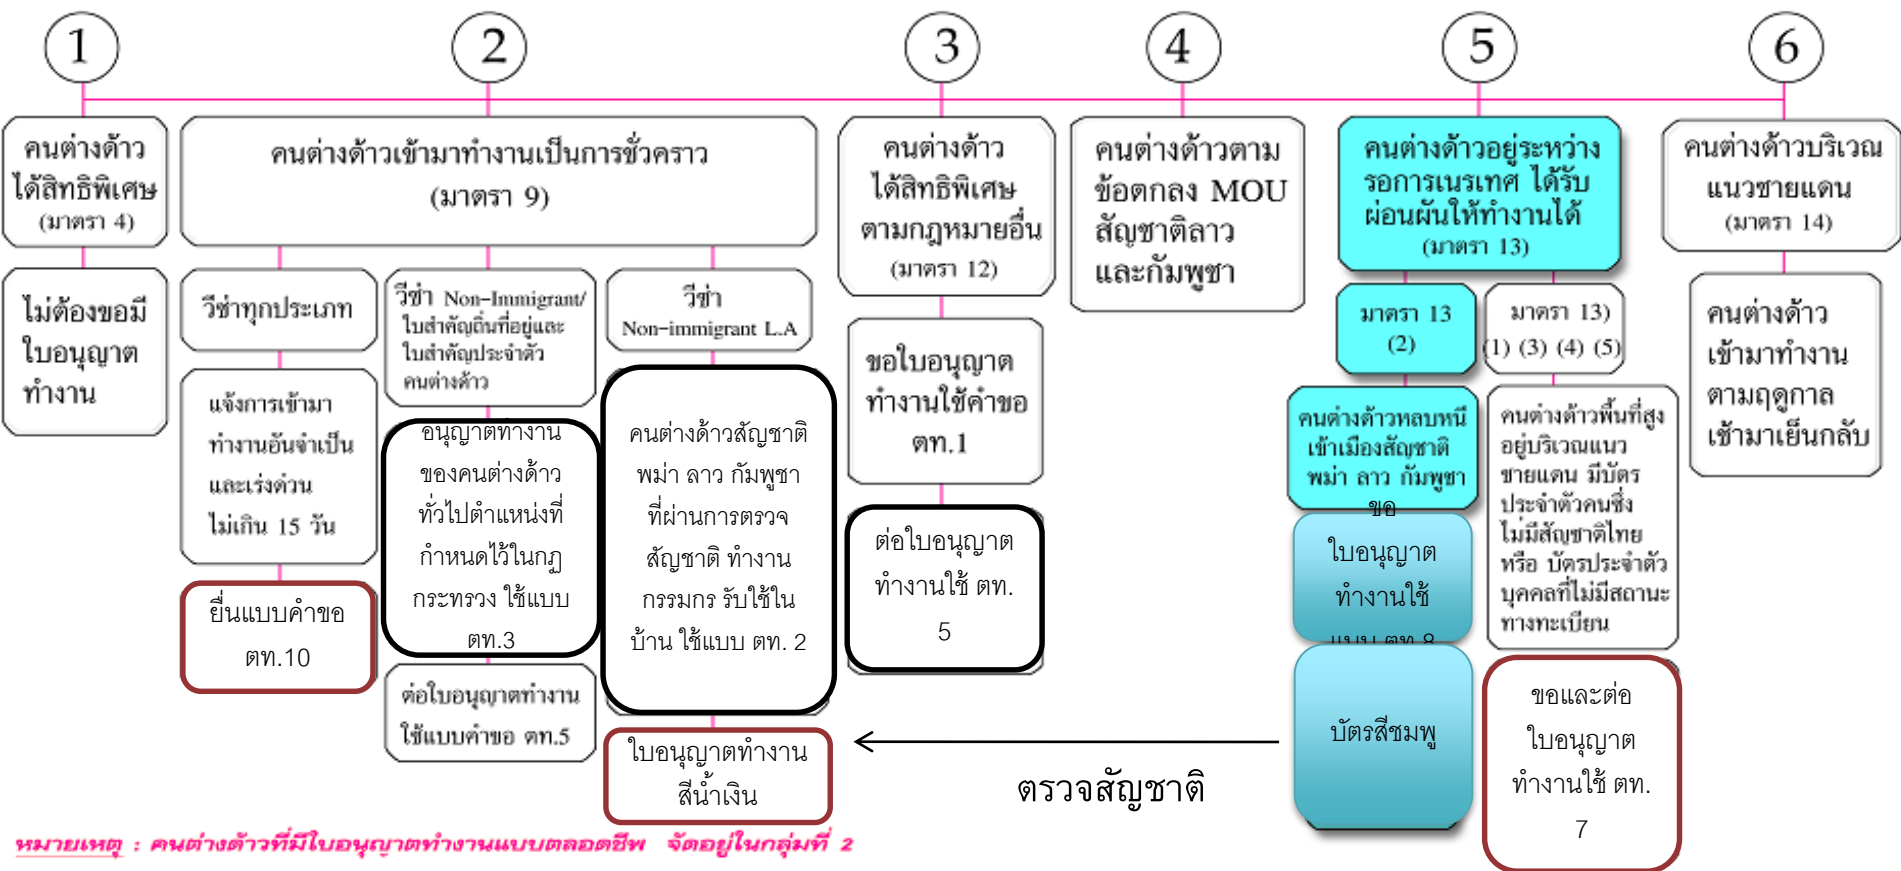 1
2
3
4
5
6
คนต่างด้าว
ได้สิทธิพิเศษ
(มาตรา 4)
ไม่ต้องขอมี
ใบอนุญาต
ทำงาน
คนต่างด้าวเข้ามาทำงานเป็นการชั่วคราว
(มาตรา 9)
วีซ่าทุกประเภท
แจ้งการเข้ามา
ทำงานอันจำเป็น
และเร่งด่วน
ไม่เกิน 15 วัน
ยื่นแบบคำขอ
ตท.10
วีซ่า Non-Immigrant/
ใบสำคัญถิ่นที่อยู่และ
ใบสำคัญประจำตัว
คนต่างด้าว
อนุญาตทำงาน
ของคนต่างด้าว
ทั่วไปตำแหน่งที่
กำหนดไว้ในกฏ
กระทรวง ใช้แบบ
ตท.3
ต่อใบอนุญาตทำงาน
ใช้แบบคำขอ ตท.5
วีซ่า
Non-immigrant L.A
คนต่างด้าวสัญชาติ
พม่า ลาว กัมพูชา
ที่ผ่านการตรวจ
สัญชาติ ทำงาน
กรรมกร รับใช้ใน
บ้าน ใช้แบบ ตท. 2
ใบอนุญาตทำงาน
สีน้ำเงิน
คนต่างด้าว
ได้สิทธิพิเศษ
ตามกฎหมายอื่น
(มาตรา 12)
ขอใบอนุญาต
ทำงานใช้คำขอ
ตท.1
ต่อใบอนุญาต
ทำงานใช้ ตท.
5
คนต่างด้าวตาม
ข้อตกลง MOU
สัญชาติลาว
และกัมพูชา
คนต่างด้าวอยู่ระหว่าง
รอการเนรเทศ ได้รับ
ผ่อนผันให้ทำงานได้
(มาตรา 13)
มาตรา 13
(2)
คนต่างด้าวหลบหนี
เข้าเมืองสัญชาติ
พม่า ลาว กัมพูชา
ขอ
ใบอนุญาต
ทำงานใช้
แบบ ตท.8
บัตรสีชมพู
ตรวจสัญชาติ
มาตรา 13)
(1) (3) (4) (5)
คนต่างด้าวพื้นที่สูง
อยู่บริเวณแนว
ชายแดน มีบัตร
ประจำตัวคนซึ่ง
ไม่มีสัญชาติไทย
หรือ บัตรประจำตัว
บุคคลที่ไม่มีสถานะ
ทางทะเบียน
ขอและต่อ
ใบอนุญาต
ทำงานใช้ ตท.
7
คนต่างด้าวบริเวณ
แนวชายแดน
(มาตรา 14)
คนต่างด้าว
เข้ามาทำงาน
ตามฤดูกาล
เช้ามาเย็นกลับ
หมายเหตุ : คนต่างด้าวที่มีใบอนุญาตทำงานแบบตลอดชีพ จัดอยู่ในกลุ่มที่ 2